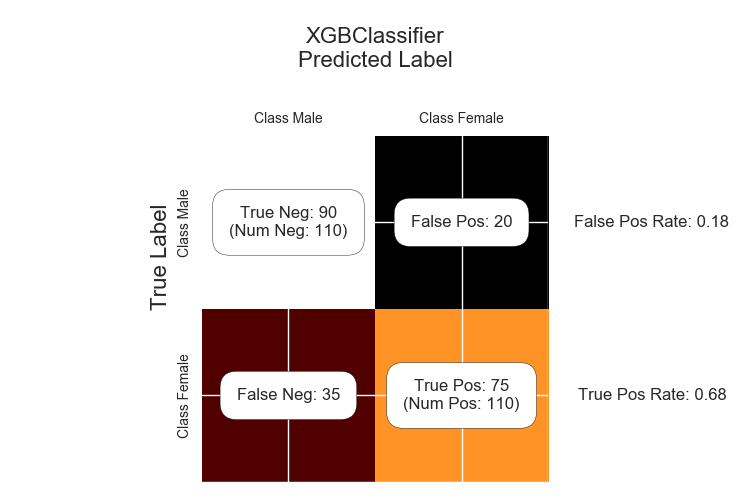 XGBClassifier
Predicted Label
Class Male
Class Female
True Label
Class Male
True Neg: 90
(Num Neg: 110)
False Pos: 20
False Pos Rate: 0.18
Class Female
False Neg: 35
True Pos: 75
(Num Pos: 110)
True Pos Rate: 0.68